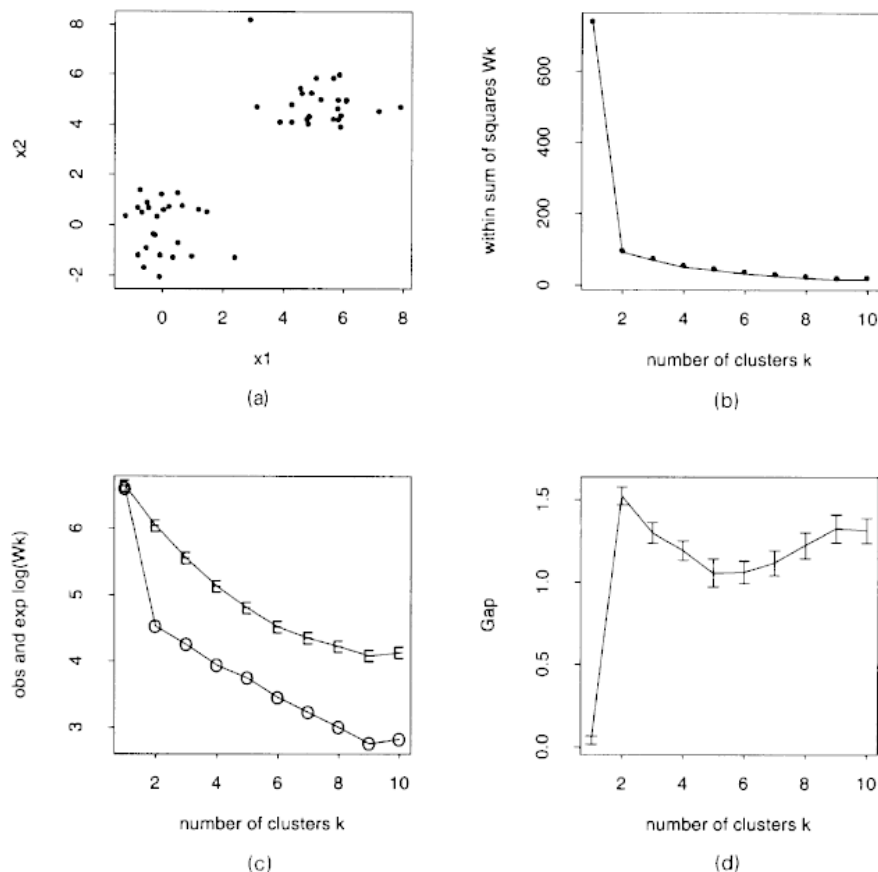 x2
8
6
4
2
0
-2
0
2
4
6
8
x1
(a)
within sum of squares Wk
600
400
200
0
2
4
6
8
10
number of clusters k
(b)
obs and exp log(Wk)
6
5
4
3
E
E
E
E
E
E
E
E
E
E
O
O
O
O
O
O
O
O
O
O
2
4
6
8
10
number of clusters k
(c)
Gap
1.5
1.0
0.5
0.0
2
4
6
8
10
number of clusters k
(d)